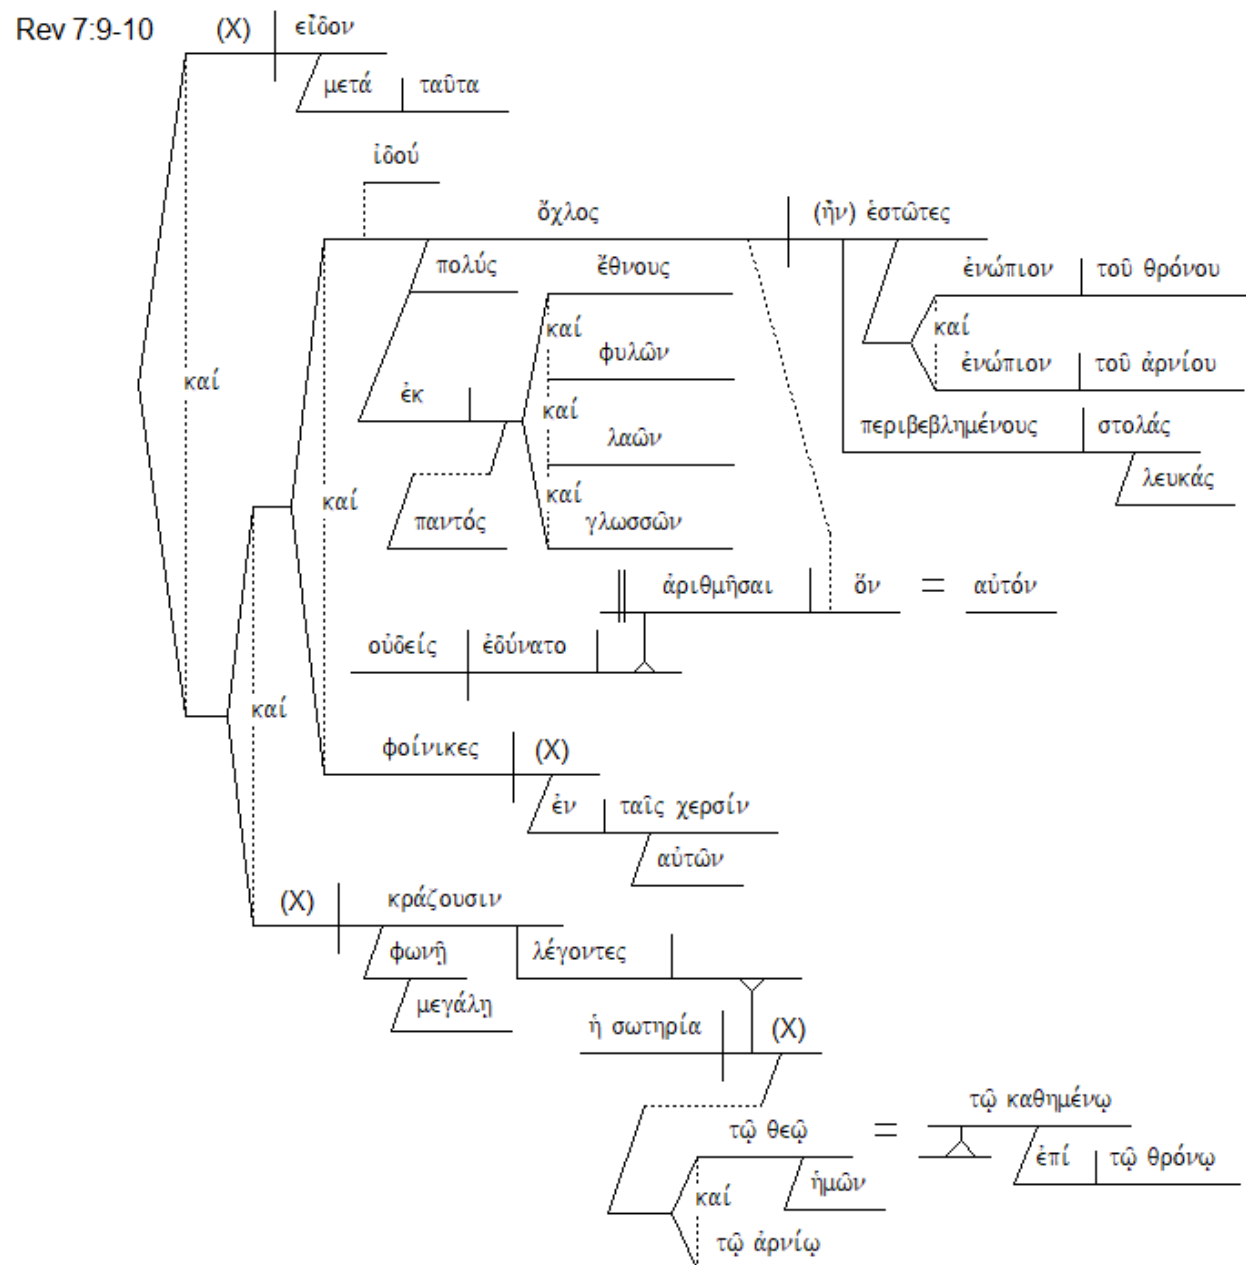 Rev 7:9-10 (X) εἶδον
μετά ταῦτα
ἰδού
καί
ὄχλος (ἦν) ἑστῶτες
πολύς ἔθνους ἐνώπιον τοῦ θρόνου
καί καί
φυλῶν ἐνώπιον τοῦ ἀρνίου
ἐκ καί
λαῶν περιβεβλημένους στολάς
καί καί λευκάς
παντός γλωσσῶν
ἀριθμῆσαι ὅν = αὐτόν
οὐδείς ἐδύνατο
καί
φοίνικες (X)
ἐν ταῖς χερσίν
αὐτῶν
(X) κράζουσιν
φωνῇ λέγοντες
μεγάλῃ
ἡ σωτηρία (X)
τῷ θεῷ = τῷ καθημένῳ
ἡμῶν ἐπί τῷ θρόνῳ
καί
τῷ ἀρνίῳ